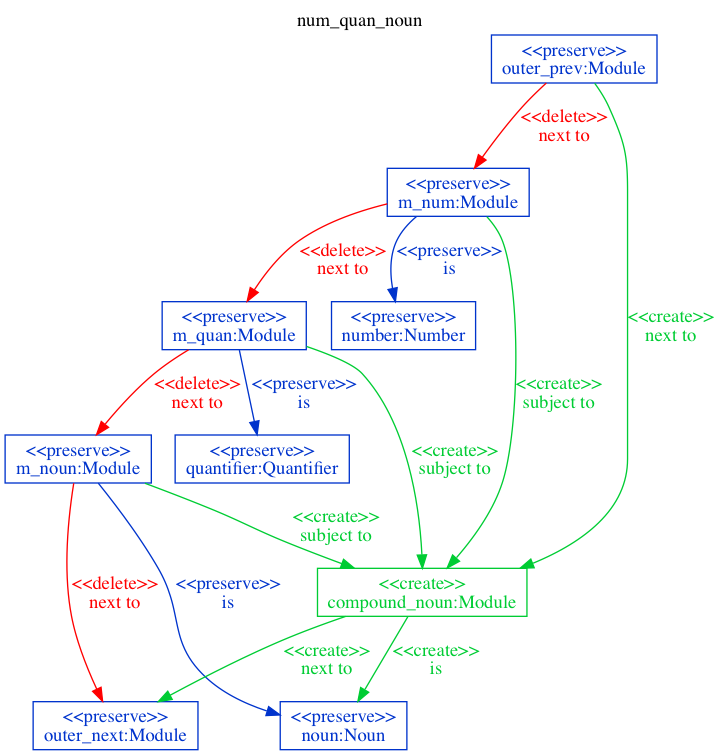 num_quan_noun
<<preserve>>
outer_prev:Module
<<delete>>
next to
<<preserve>>
m_num:Module
<<delete>>
next to
<<preserve>>
is
<<preserve>>
m_quan:Module
<<preserve>>
number:Number
<<create>>
next to
<<delete>>
next to
<<preserve>>
is
<<create>>
subject to
<<preserve>>
m_noun:Module
<<preserve>>
quantifier:Quantifier
<<create>>
subject to
<<create>>
subject to
<<delete>>
next to
<<preserve>>
is
<<create>>
compound_noun:Module
<<create>>
next to
<<create>>
is
<<preserve>>
outer_next:Module
<<preserve>>
noun:Noun